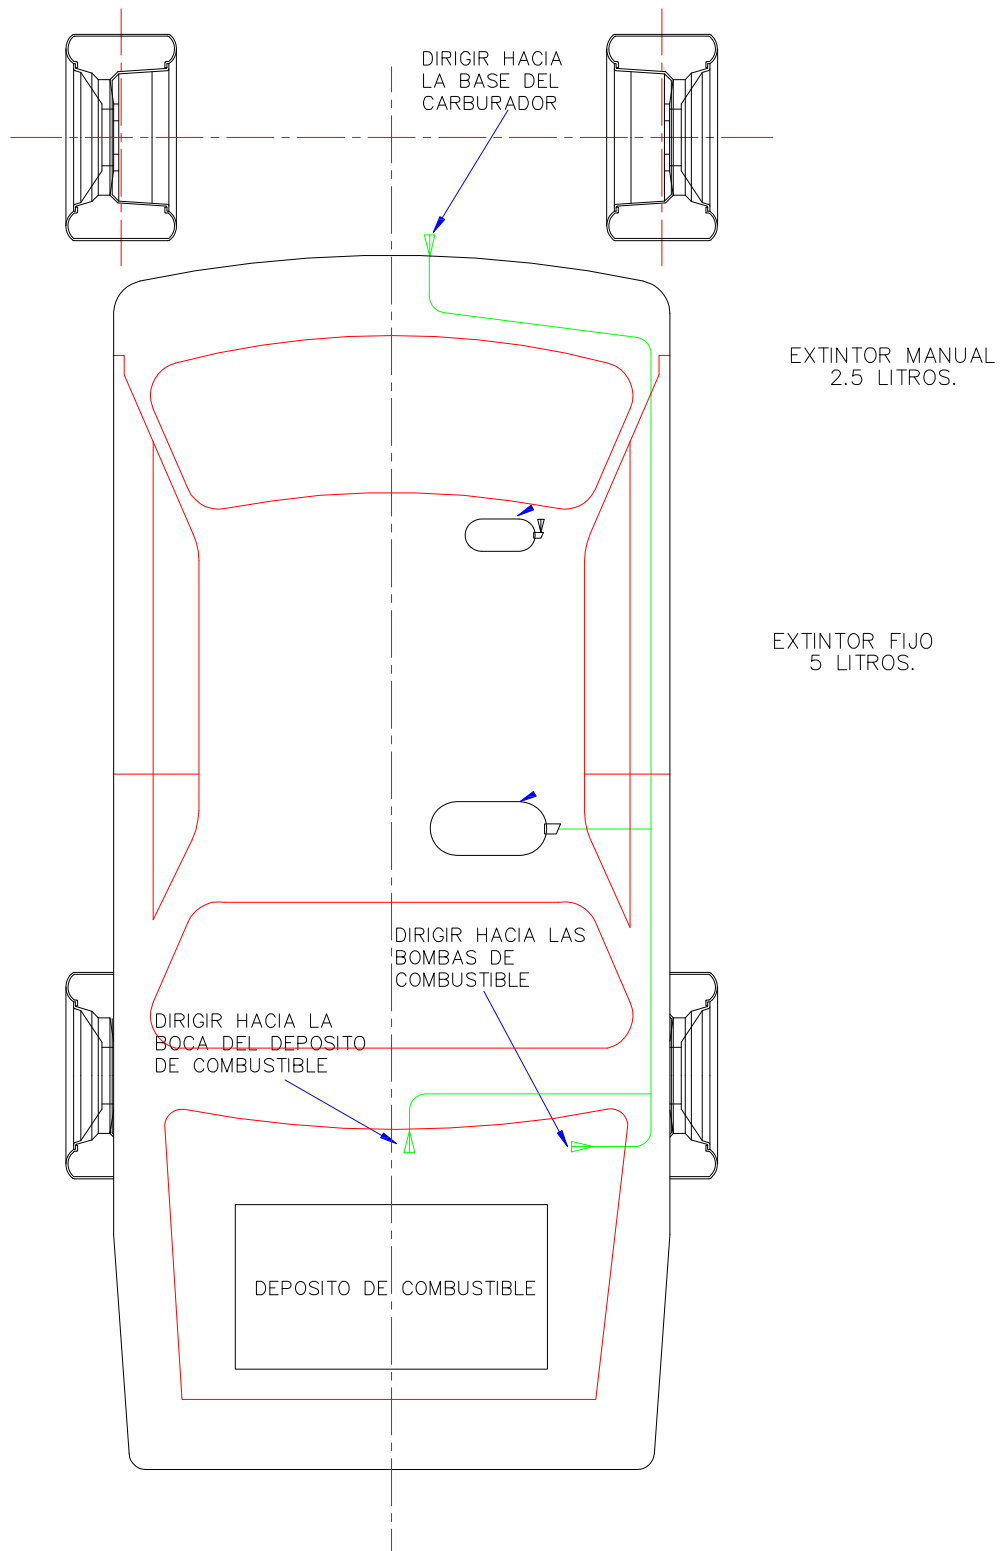 DIRIGIR HACIA
LA BASE DEL
CARBURADOR
EXTINTOR MANUAL
2.5 LITROS.
EXTINTOR FIJO
5 LITROS.
DIRIGIR HACIA LAS
BOMBAS DE
COMBUSTIBLE
DIRIGIR HACIA LA
BOCA DEL DEPOSITO
DE COMBUSTIBLE
DEPOSITO DE COMBUSTIBLE